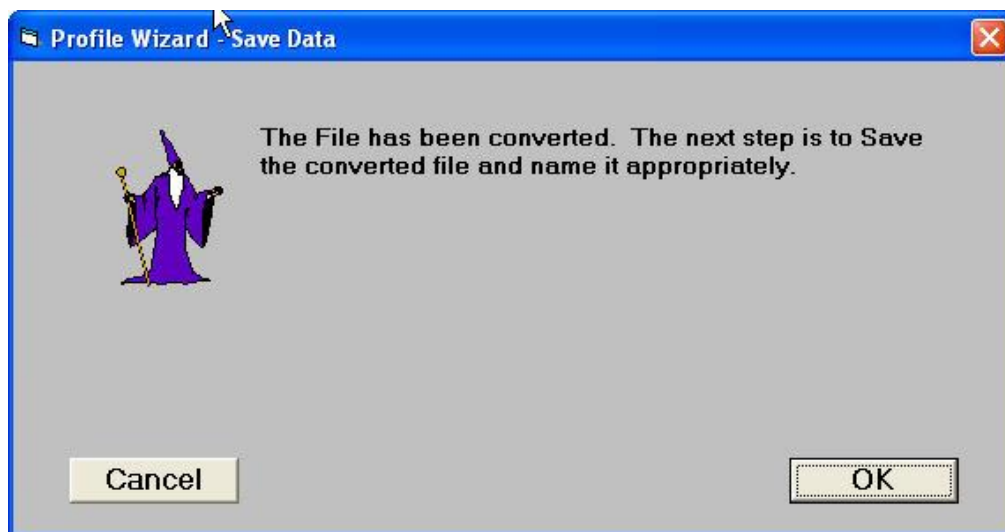 Profile Wizard - Save Data
The File has been converted.  The next step is to Save
the converted file and name it appropriately.
Cancel
OK